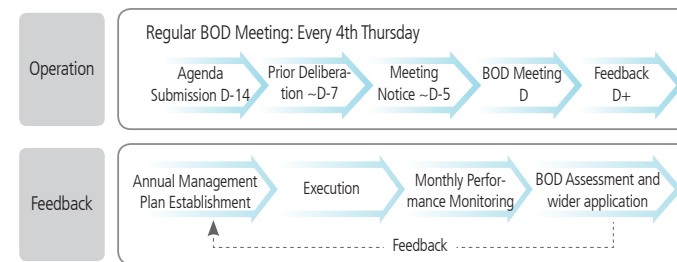 Operation
Regular BOD Meeting: Every 4th Thursday
Agenda
Submission D-14
Prior Delibera-
tion ~D-7
Meeting
Notice ~D-5
BOD Meeting
D
Feedback
D+
Feedback
Annual Management
Plan Establishment
Execution
Monthly Perfor-
mance Monitoring
BOD Assessment and
wider application
Feedback